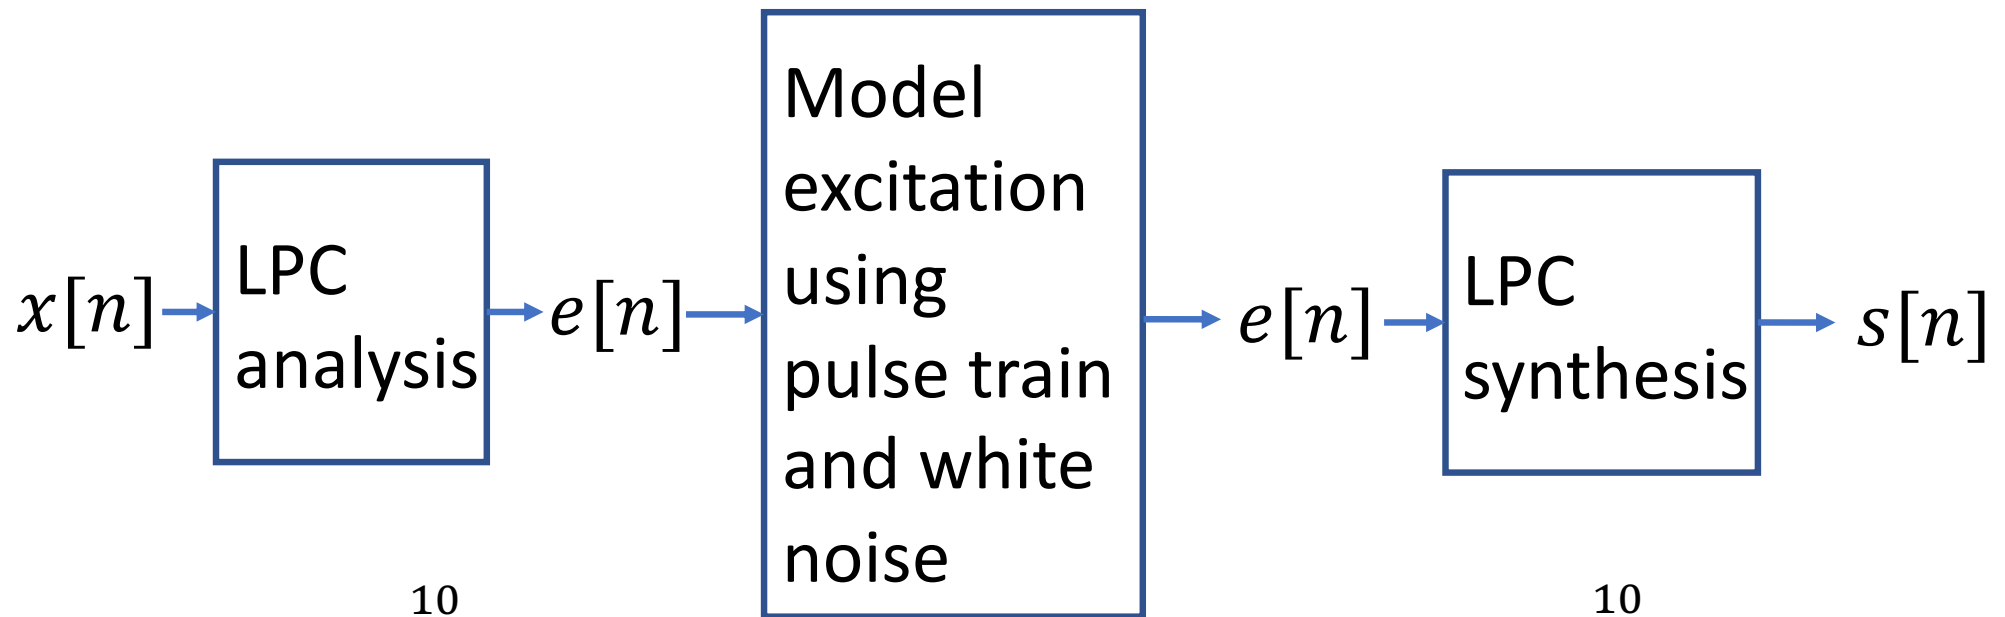 x[n]
LPC
analysis
e[n]
Model
excitation
using
pulse train
and white
noise
e[n]
LPC
synthesis
s[n]
10
10